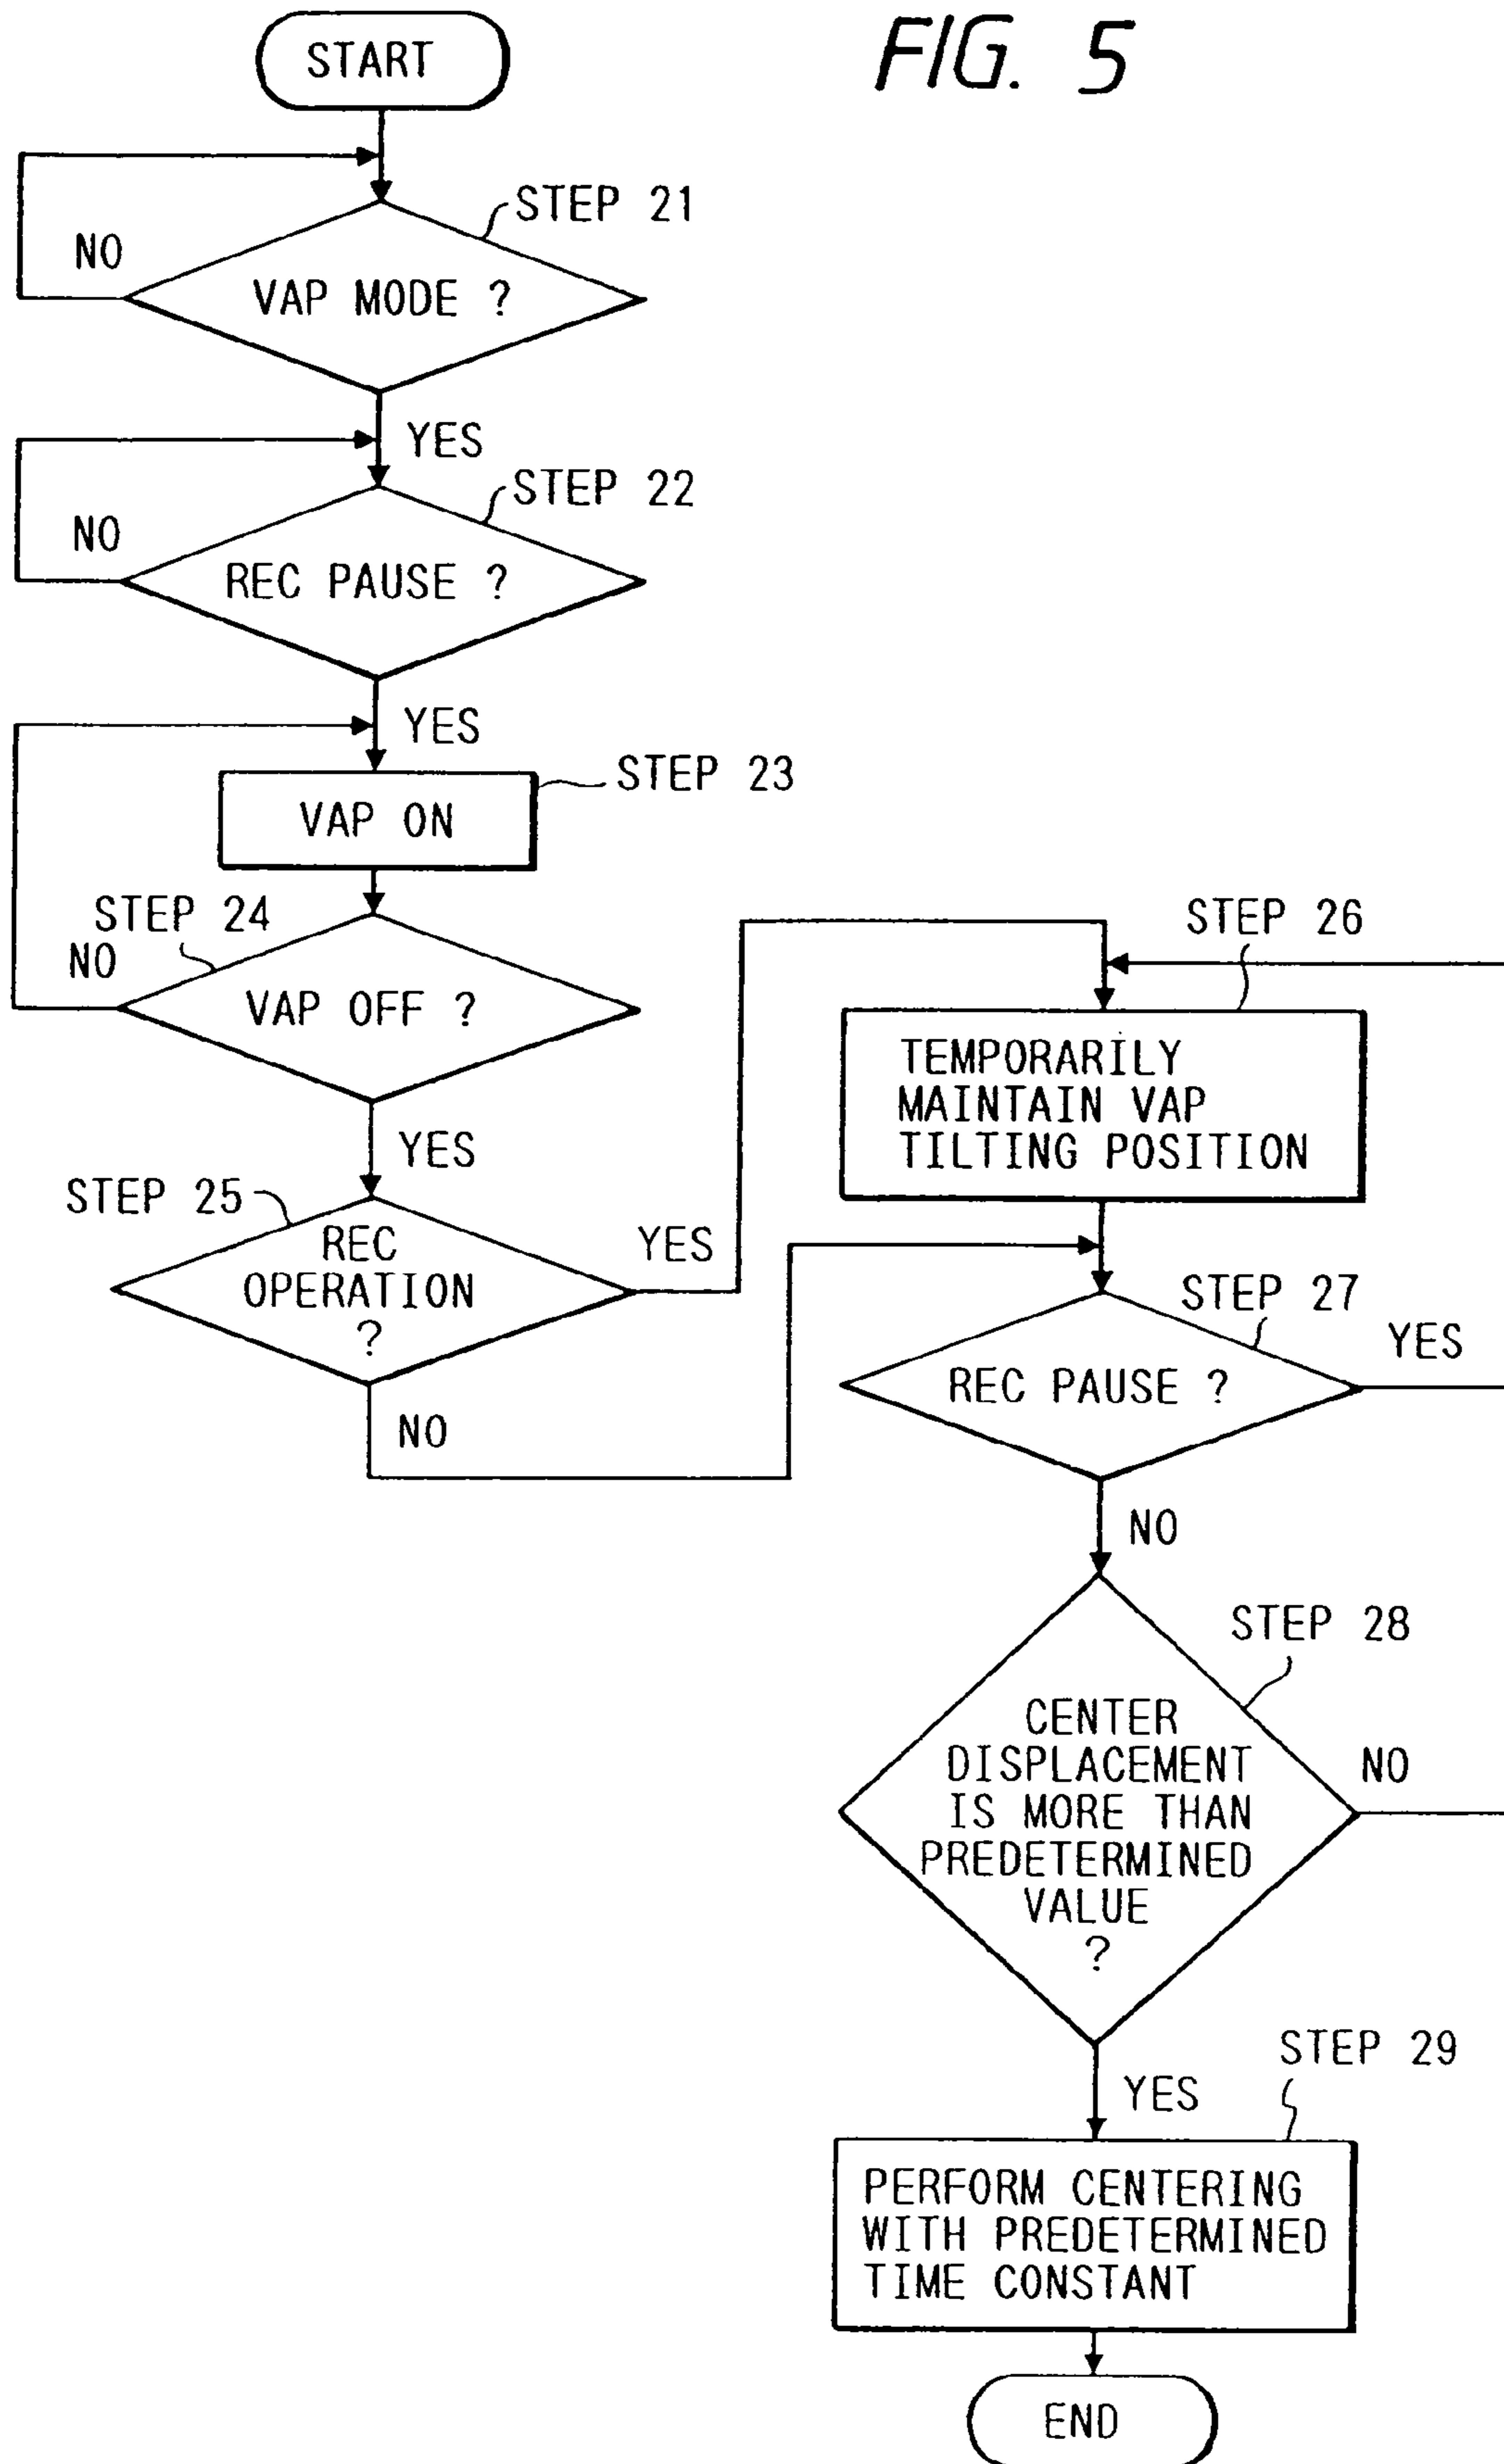 FIG. 5
START
STEP 21
NO
VAP MODE ?
YES
STEP 22
NO
REC PAUSE ?
YES
STEP 23
VAP ON
STEP 24
NO
VAP OFF ?
YES
STEP 25
REC
OPERATION
?
YES
NO
STEP 26
TEMPORARILY
MAINTAIN VAP
TILTING POSITION
STEP 27
YES
REC PAUSE ?
NO
STEP 28
CENTER
DISPLACEMENT
IS MORE THAN
PREDETERMINED
VALUE
?
NO
YES
STEP 29
PERFORM CENTERING
WITH PREDETERMINED
TIME CONSTANT
END